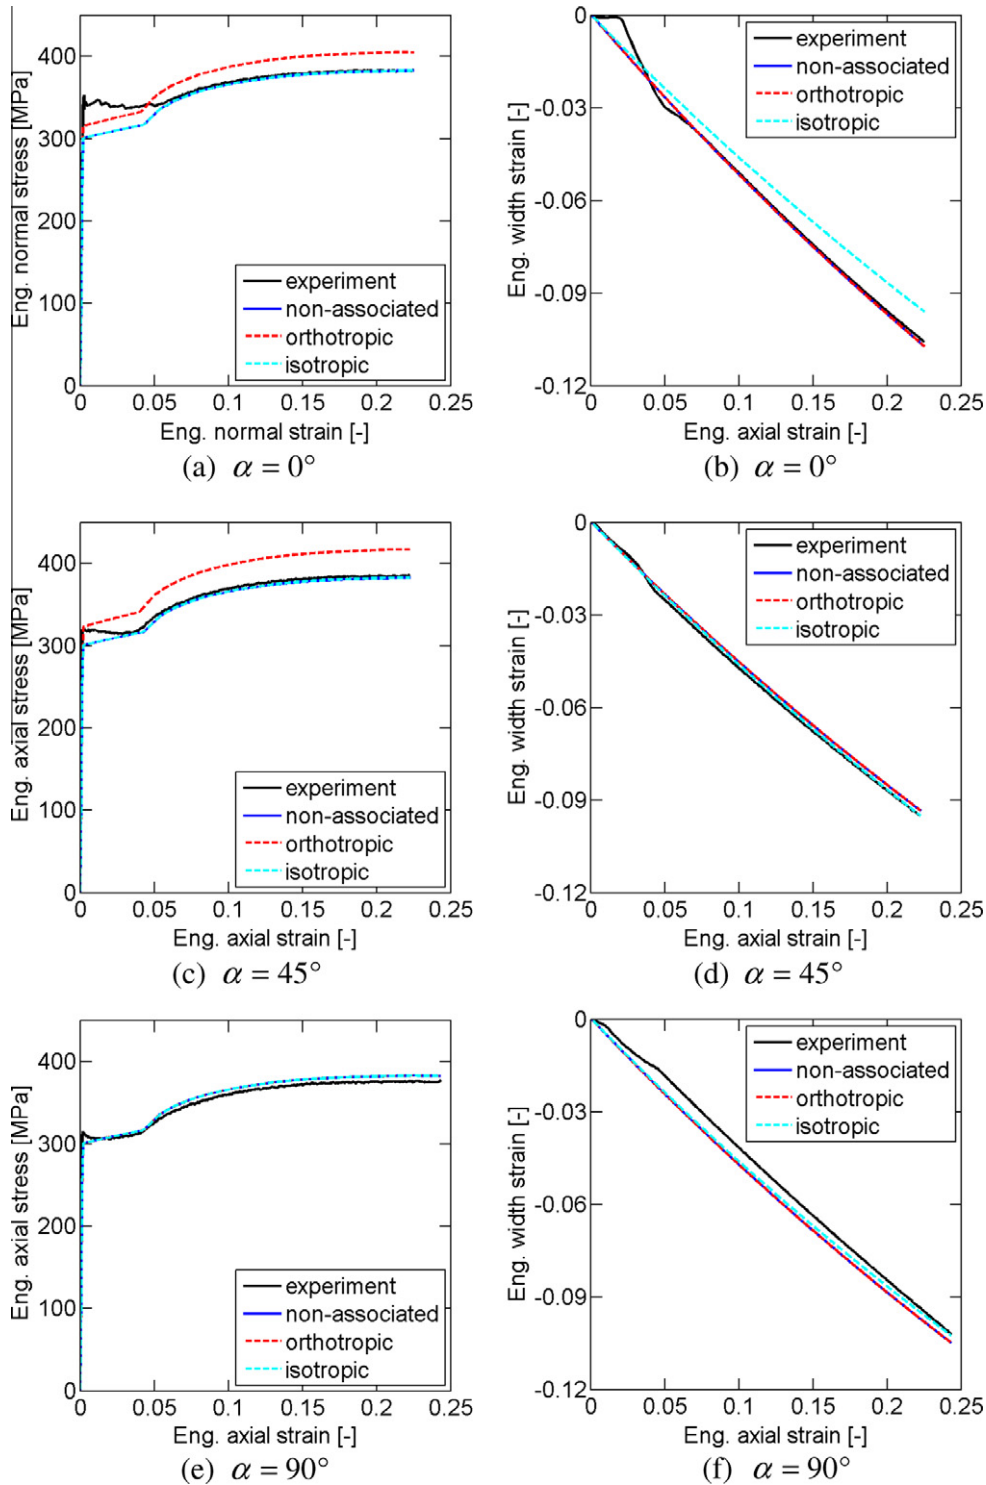 400
300
200
100
0
Eng. normal stress [MPa]
experiment
non-associated
orthotropic
isotropic
0 0.05 0.1 0.15 0.2 0.25
Eng. normal strain [-]
(a) α = 0°
0
-0.03
-0.06
-0.09
-0.12
Eng. width strain [-]
experiment
non-associated
orthotropic
isotropic
0 0.05 0.1 0.15 0.2 0.25
Eng. axial strain [-]
(b) α = 0°
400
300
200
100
0
Eng. axial stress [MPa]
experiment
non-associated
orthotropic
isotropic
0 0.05 0.1 0.15 0.2 0.25
Eng. axial strain [-]
(c) α = 45°
0
-0.03
-0.06
-0.09
-0.12
Eng. width strain [-]
experiment
non-associated
orthotropic
isotropic
0 0.05 0.1 0.15 0.2 0.25
Eng. axial strain [-]
(d) α = 45°
400
300
200
100
0
Eng. axial stress [MPa]
experiment
non-associated
orthotropic
isotropic
0 0.05 0.1 0.15 0.2 0.25
Eng. axial strain [-]
(e) α = 90°
0
-0.03
-0.06
-0.09
-0.12
Eng. width strain [-]
experiment
non-associated
orthotropic
isotropic
0 0.05 0.1 0.15 0.2 0.25
Eng. axial strain [-]
(f) α = 90°